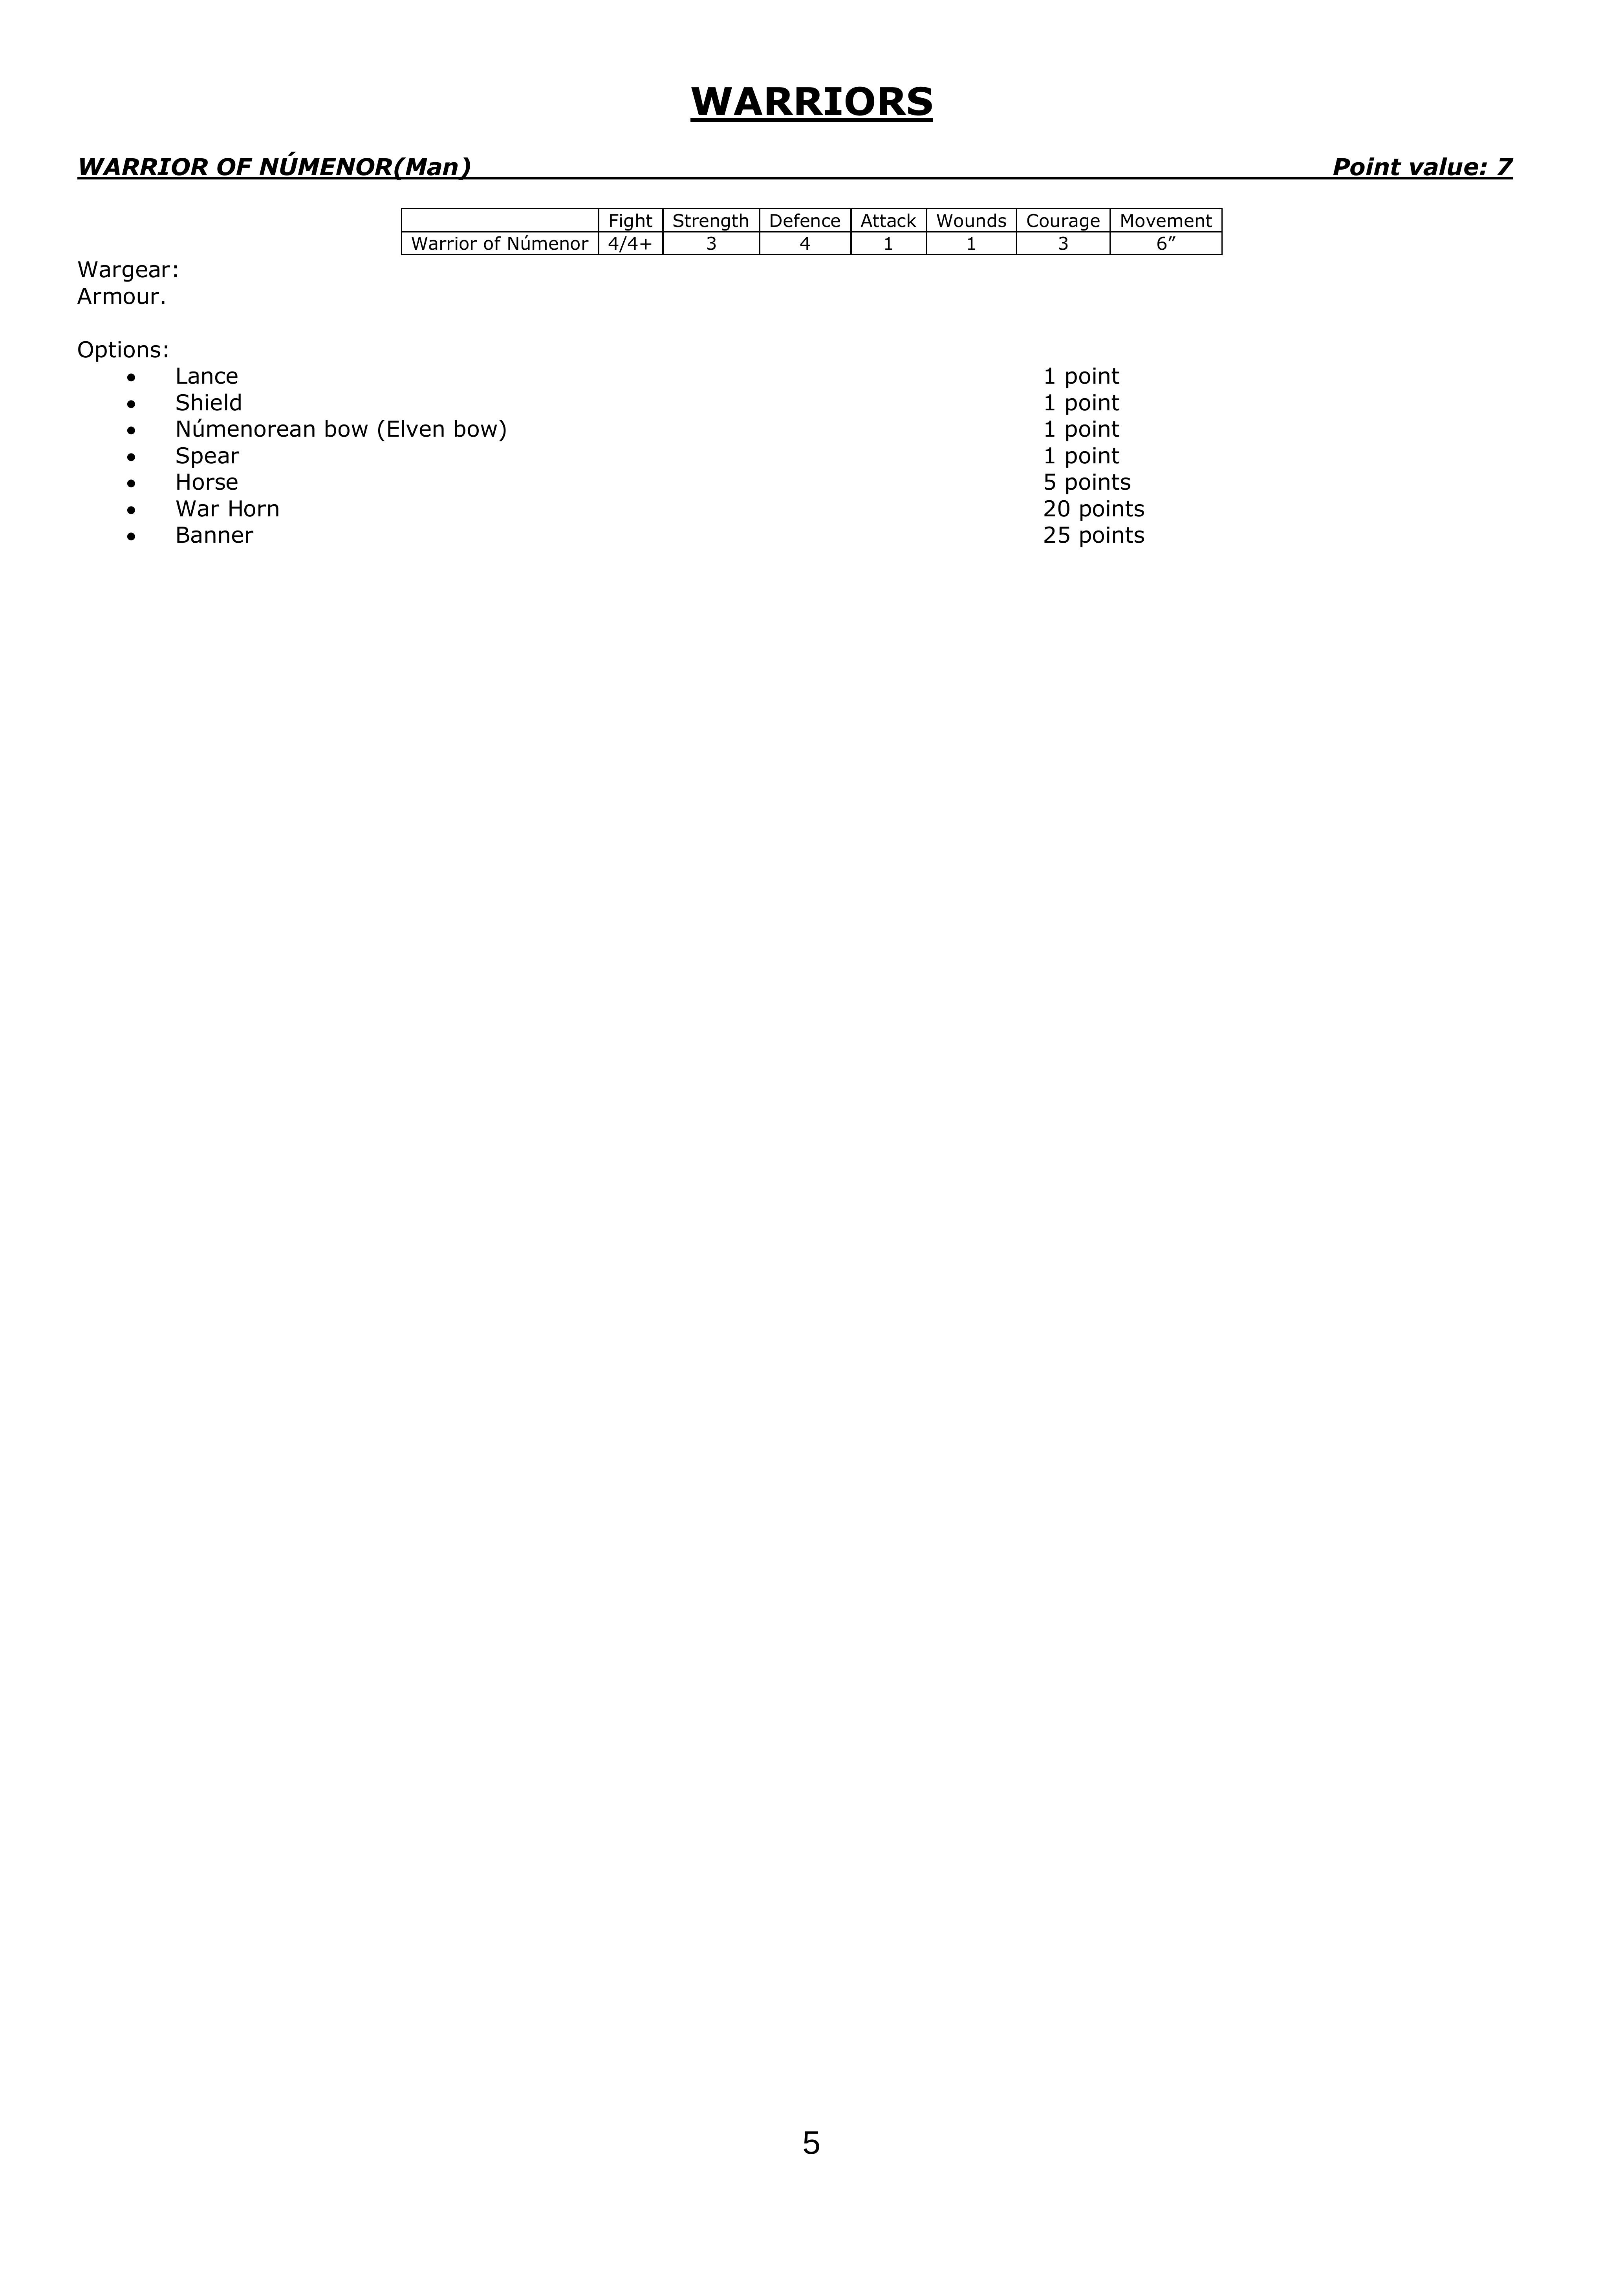 WARRIORS
WARRIOR OF NÚMENOR(Man) Point value: 7
Fight Strength Defence Attack Wounds Courage Movement
Warrior of Númenor 4/4+ 3 4 1 1 3 6”
Wargear:
Armour.
Options:
• Lance 1 point
• Shield 1 point
• Númenorean bow (Elven bow) 1 point
• Spear 1 point
• Horse 5 points
• War Horn 20 points
• Banner 25 points
5